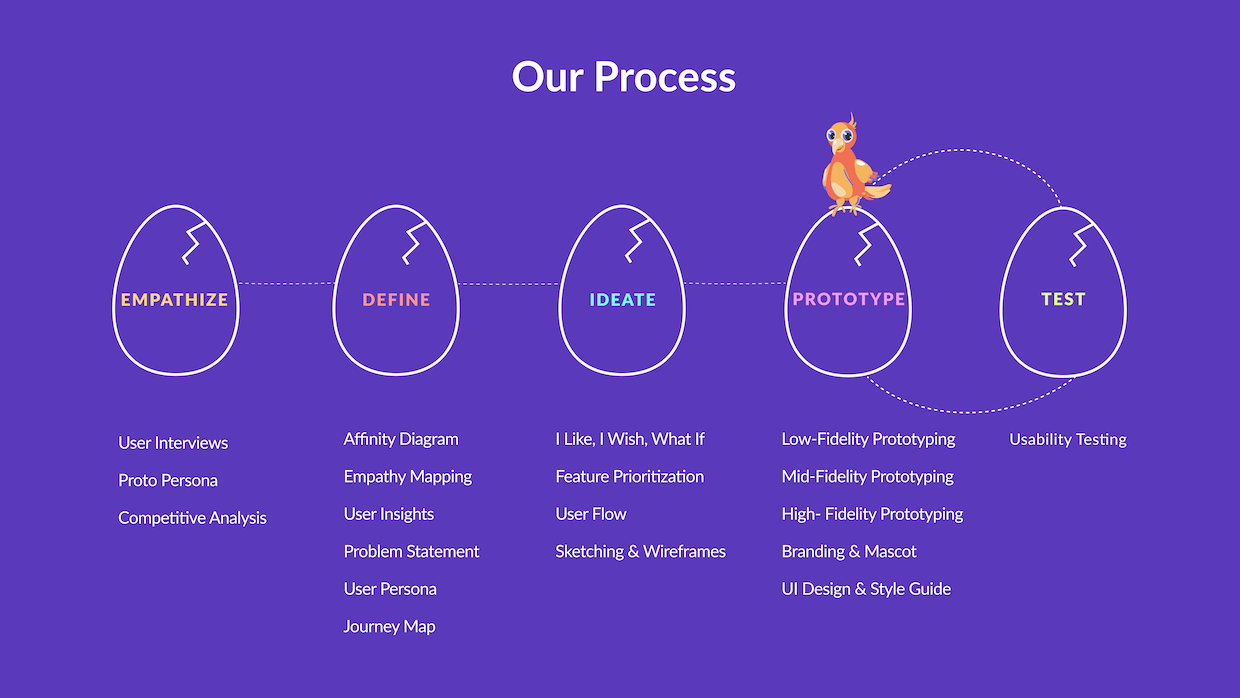 Our Process
EMPATHIZE
DEFINE
IDEATE
PROTOTYPE
TEST
User Interviews
Proto Persona
Competitive Analysis
Affinity Diagram
Empathy Mapping
User Insights
Problem Statement
User Persona
Journey Map
I Like, I Wish, What If
Feature Prioritization
User Flow
Sketching & Wireframes
Low-Fidelity Prototyping
Mid-Fidelity Prototyping
High- Fidelity Prototyping
Branding & Mascot
UI Design & Style Guide
Usability Testing